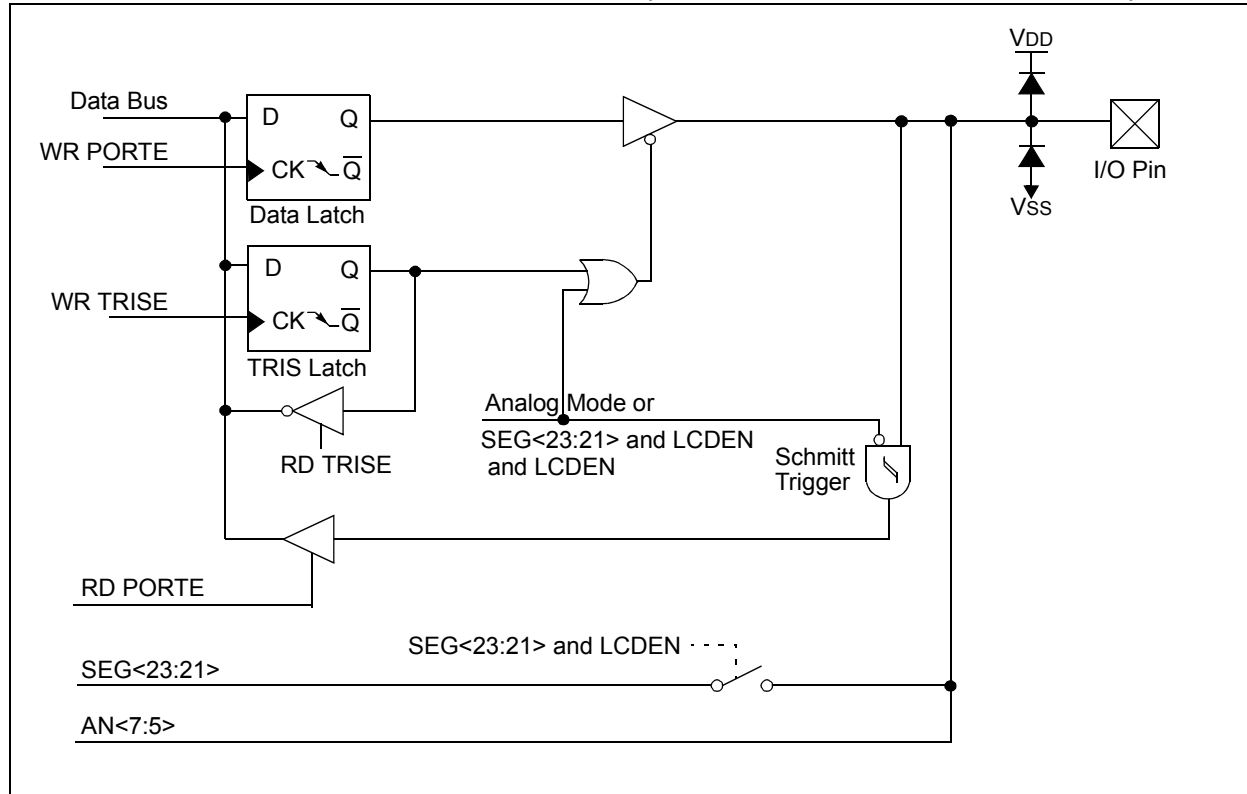 VDD
Data Bus
D Q
WR PORTE
CK Q
I/O Pin
Data Latch
VSS
D Q
WR TRISE
CK Q
TRIS Latch
Analog Mode or
SEG<23:21> and LCDEN
and LCDEN
RD TRISE
Schmitt
Trigger
RD PORTE
SEG<23:21> and LCDEN
SEG<23:21>
AN<7:5>